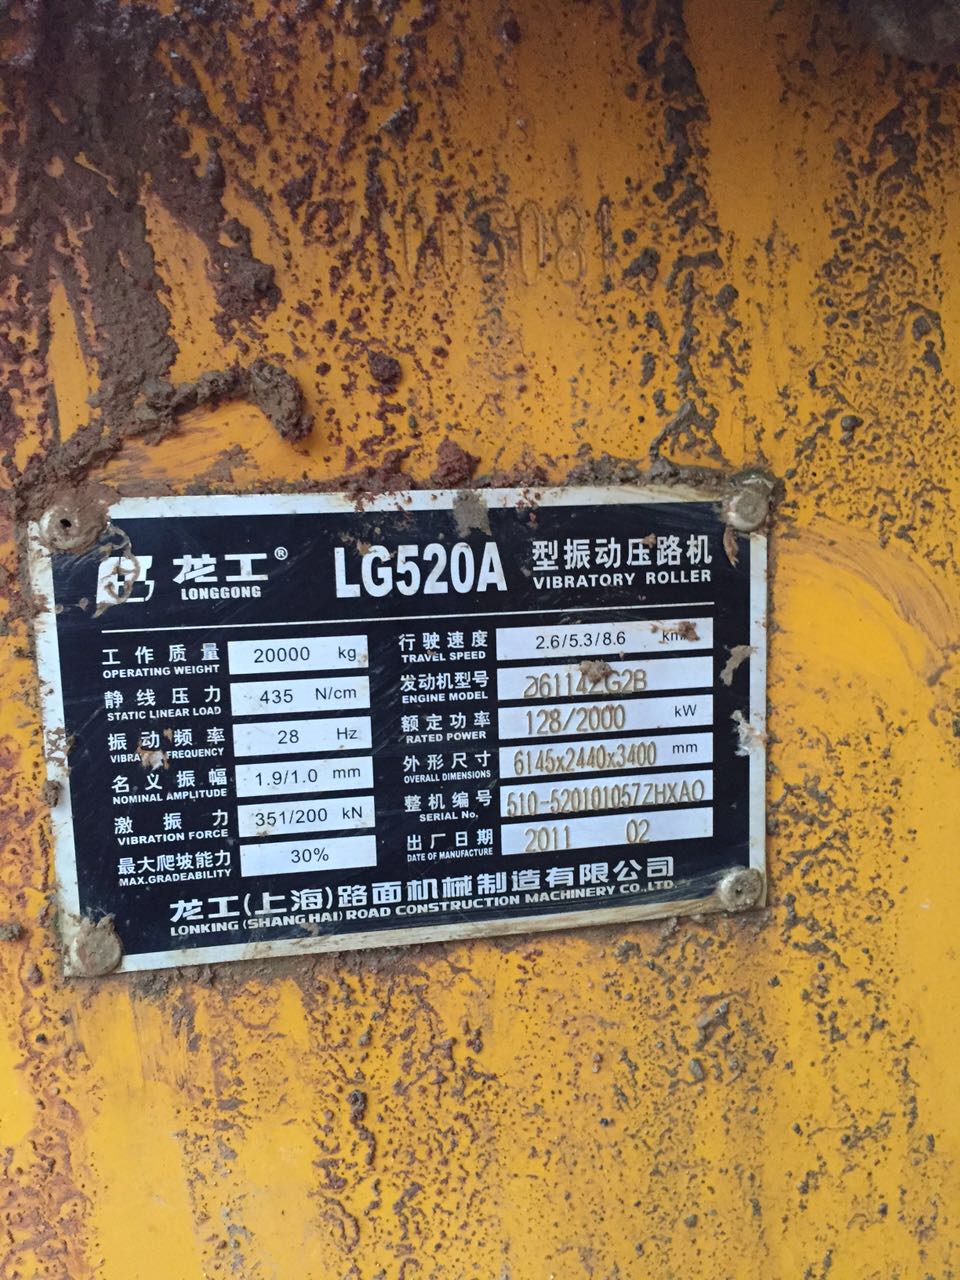 龙工® LG520A 型振动压路机
LONGGONG VIBRATORY ROLLER
工作质量 20000 kg 行驶速度 2.6/5.3/8.6
OPERATING WEIGHT TRAVEL SPEED
静线压力 435 N/cm 发动机型号
STATIC LINEAR LOAD ENGINE MODEL
振动频率 28 Hz 额定功率 128/2000 kW
VIBRATION FREQUENCY RATED POWER
名义振幅 1.9/1.0 mm 外形尺寸 6145x2440x3400 mm
NOMINAL AMPLITUDE OVERALL DIMENSIONS
激振力 351/200 kN 整机编号 510-520101057ZHXAO
VIBRATION FORCE SERIAL No.
最大爬坡能力 30% 出厂日期 2011 02
MAX.GRADEABILITY DATE OF MANUFACTURE
龙工(上海)路面机械制造有限公司
LONKING (SHANG HAI) ROAD CONSTRUCTION MACHINERY CO.,LTD.